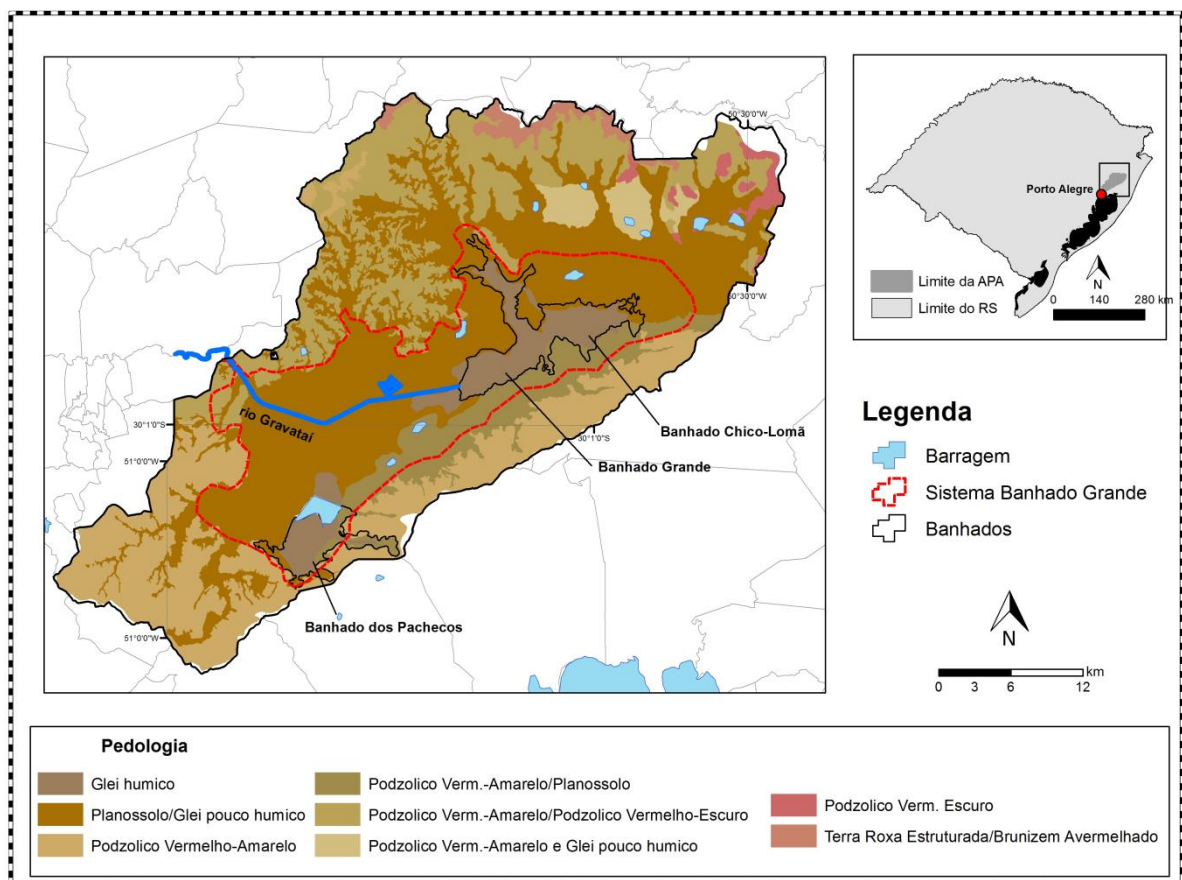 50°30'0"W
50°30'0"W
rio Gravataí
30°1'0"S
30°1'0"S
51°0'0"W
51°0'0"W
Banhado Chico-Lomã
Banhado Grande
Banhado dos Pachecos
Porto Alegre
N
Limite da APA
Limite do RS
0 140 280 km
Legenda
Barragem
Sistema Banhado Grande
Banhados
N
km
0 3 6 12
Pedologia
Glei humico
Planossolo/Glei pouco humico
Podzolico Vermelho-Amarelo
Podzolico Verm.-Amarelo/Planossolo
Podzolico Verm.-Amarelo/Podzolico Vermelho-Escuro
Podzolico Verm.-Amarelo e Glei pouco humico
Podzolico Verm. Escuro
Terra Roxa Estruturada/Brunizem Avermelhado